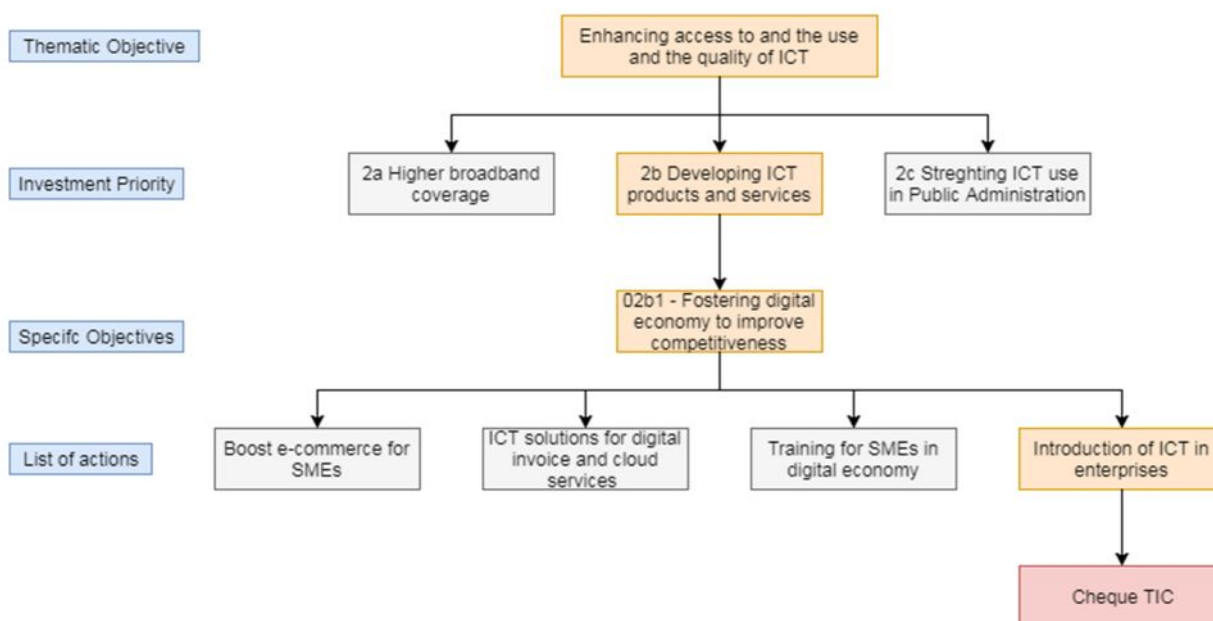 Thematic Objective
Enhancing access to and the use
and the quality of ICT
Investment Priority
2a Higher broadband
coverage
2b Developing ICT
products and services
2c Streghting ICT use
in Public Administration
Specifc Objectives
02b1 - Fostering digital
economy to improve
competitiveness
List of actions
Boost e-commerce for
SMEs
ICT solutions for digital
invoice and cloud
services
Training for SMEs in
digital economy
Introduction of ICT in
enterprises
Cheque TIC